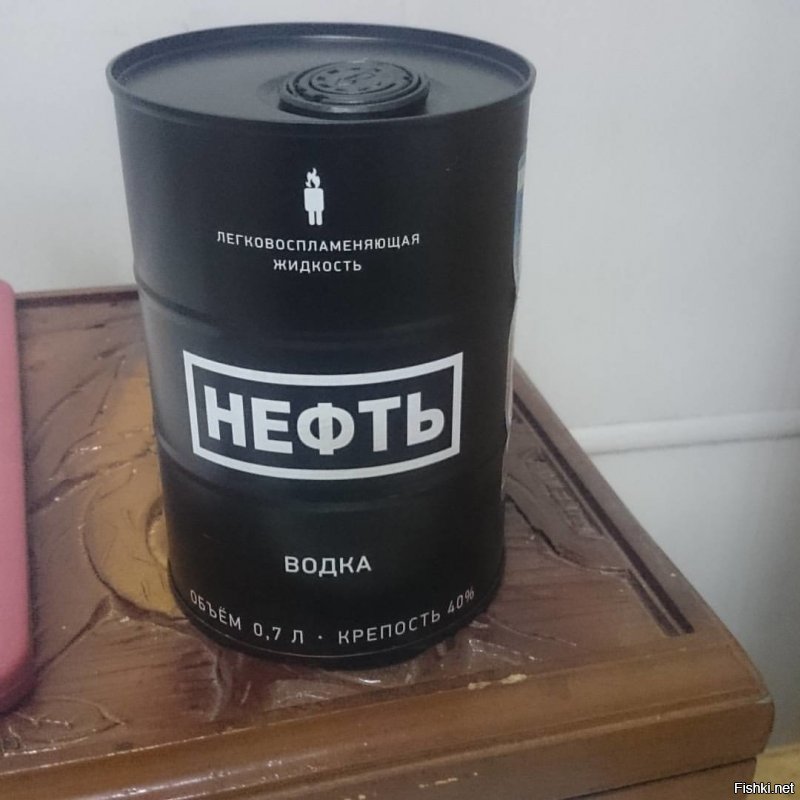 ЛЕГКОВОСПЛАМЕНЯЮЩАЯ
ЖИДКОСТЬ
НЕФТЬ
ВОДКА
ОБЪЁМ 0,7 Л · КРЕПОСТЬ 40%
Fishki.net